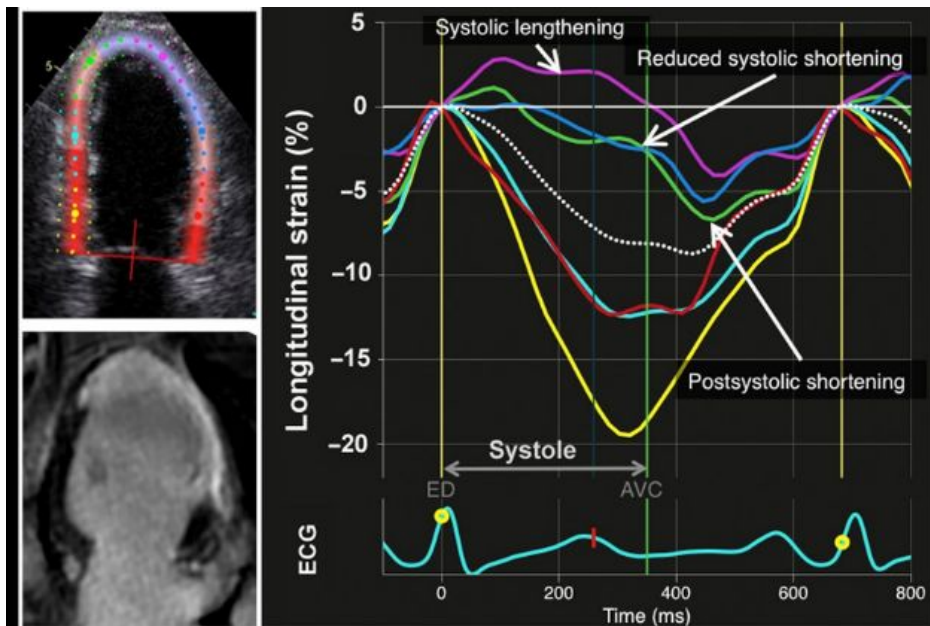 5
Systolic lengthening
Reduced systolic shortening
Postsystolic shortening
Longitudinal strain (%)
5
0
−5
−10
−15
−20
Systole
ED
AVC
ECG
0
200
400
600
800
Time (ms)